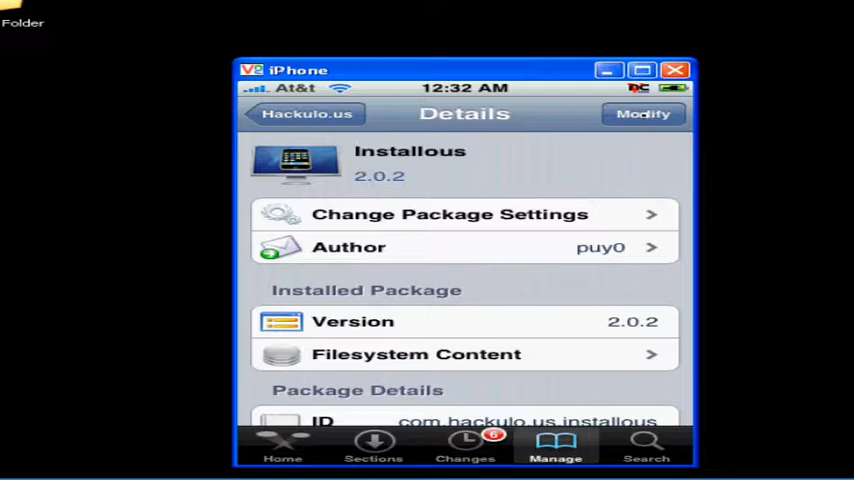 Folder
V2 iPhone
At&t 12:32 AM
Hackulo.us Details Modify
Installous
2.0.2
Change Package Settings
Author puy0
Installed Package
Version 2.0.2
Filesystem Content
Package Details
ID com.hackulo.us.installous
6
Home Sections Changes Manage Search